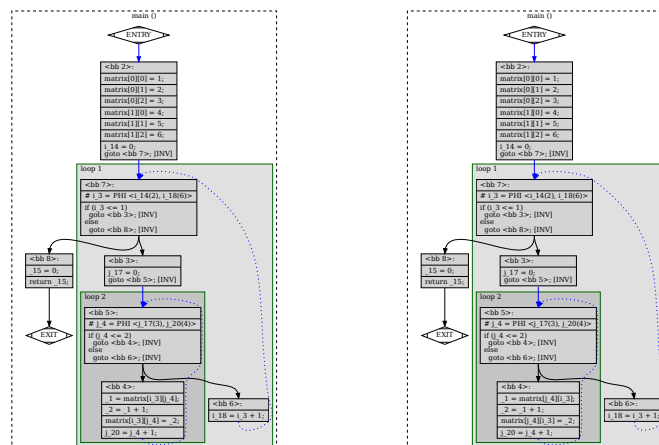 main ()
ENTRY
<bb 2>:
matrix[0][0] = 1;
matrix[0][1] = 2;
matrix[0][2] = 3;
matrix[1][0] = 4;
matrix[1][1] = 5;
matrix[1][2] = 6;
i_14 = 0;
goto <bb 7>; [INV]
loop 1
<bb 7>:
# i_3 = PHI <i_14(2), i_18(6)>
if (i_3 <= 1)
goto <bb 3>; [INV]
else
goto <bb 8>; [INV]
<bb 8>:
_15 = 0;
return _15;
EXIT
<bb 3>:
j_17 = 0;
goto <bb 5>; [INV]
loop 2
<bb 5>:
# j_4 = PHI <j_17(3), j_20(4)>
if (j_4 <= 2)
goto <bb 4>; [INV]
else
goto <bb 6>; [INV]
<bb 4>:
_1 = matrix[i_3][j_4];
_2 = _1 + 1;
matrix[i_3][j_4] = _2;
j_20 = j_4 + 1;
<bb 6>:
i_18 = i_3 + 1;
main ()
ENTRY
<bb 2>:
matrix[0][0] = 1;
matrix[0][1] = 2;
matrix[0][2] = 3;
matrix[1][0] = 4;
matrix[1][1] = 5;
matrix[1][2] = 6;
i_14 = 0;
goto <bb 7>; [INV]
loop 1
<bb 7>:
# i_3 = PHI <i_14(2), i_18(6)>
if (i_3 <= 1)
goto <bb 3>; [INV]
else
goto <bb 8>; [INV]
<bb 8>:
_15 = 0;
return _15;
EXIT
<bb 3>:
j_17 = 0;
goto <bb 5>; [INV]
loop 2
<bb 5>:
# j_4 = PHI <j_17(3), j_20(4)>
if (j_4 <= 2)
goto <bb 4>; [INV]
else
goto <bb 6>; [INV]
<bb 4>:
_1 = matrix[j_4][i_3];
_2 = _1 + 1;
matrix[j_4][i_3] = _2;
j_20 = j_4 + 1;
<bb 6>:
i_18 = i_3 + 1;